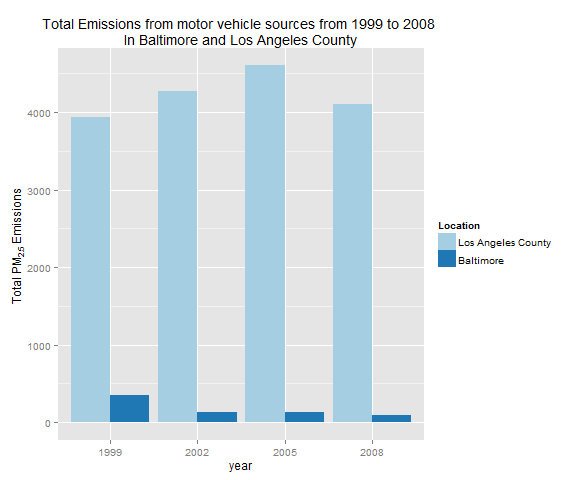 Total Emissions from motor vehicle sources from 1999 to 2008
In Baltimore and Los Angeles County
Total PM2.5 Emissions
4000
3000
2000
1000
0
1999 2002 2005 2008
year
Location
Los Angeles County
Baltimore